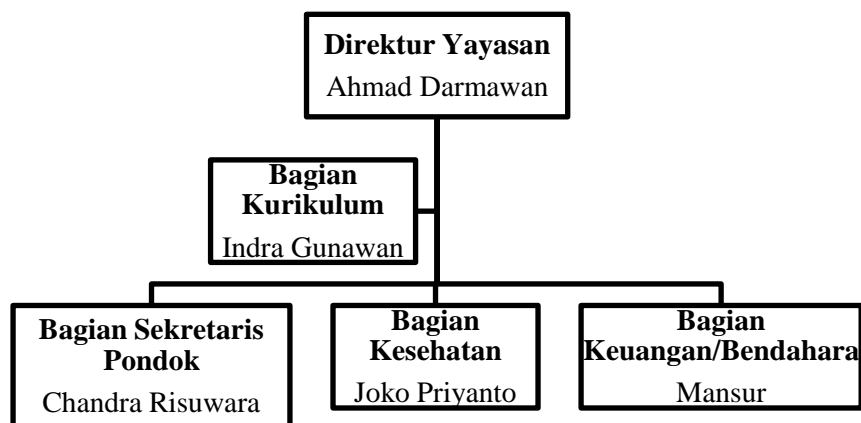 Direktur Yayasan
Ahmad Darmawan
Bagian
Kurikulum
Indra Gunawan
Bagian Sekretaris
Pondok
Chandra Risuwara
Bagian
Kesehatan
Joko Priyanto
Bagian
Keuangan/Bendahara
Mansur